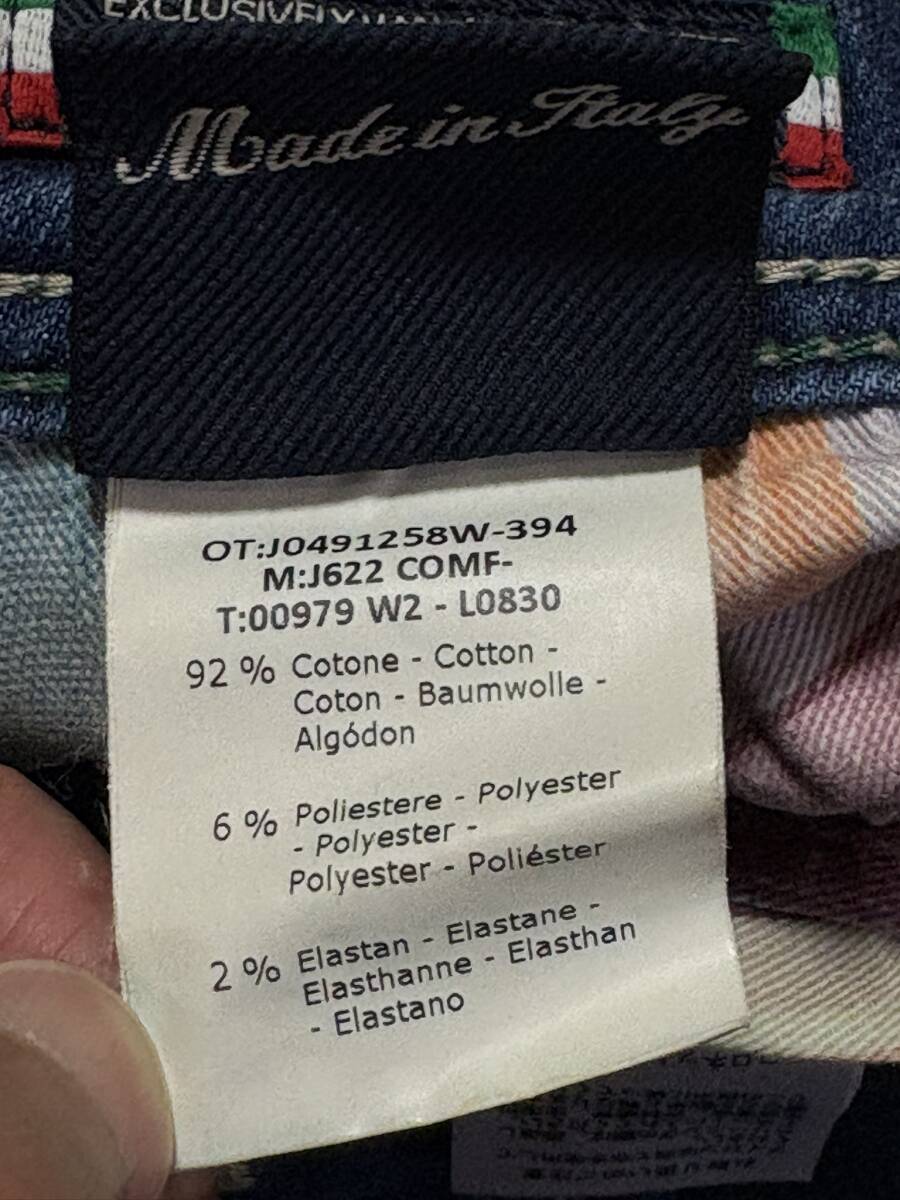 EXCLUSIVELY
Made in Italy
OT:J0491258W-394
M:J622 COMF-
T:00979 W2 - L0830
92 % Cotone - Cotton -
Coton - Baumwolle -
Algódon
6 % Poliestere - Polyester
- Polyester -
Polyester - Poliéster
2 % Elastan - Elastane -
Elasthanne - Elasthan
- Elastano